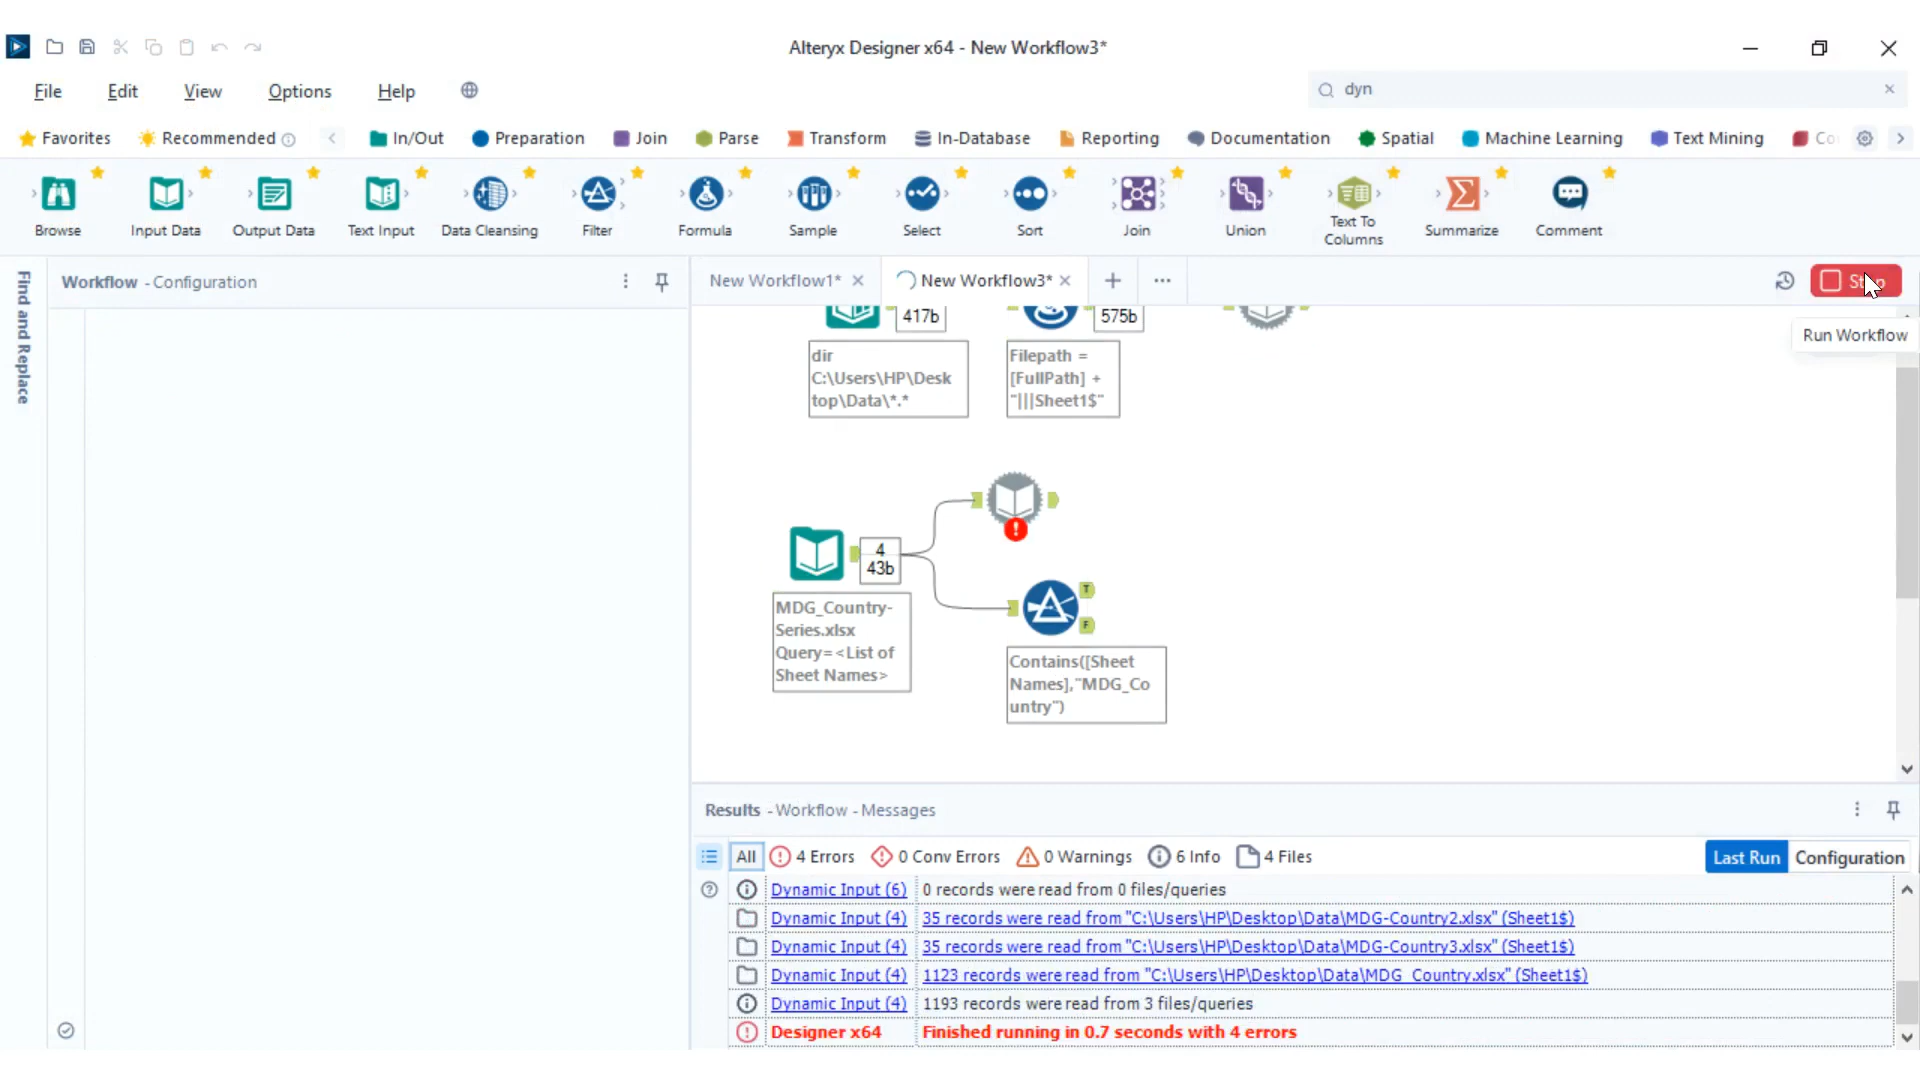 Alteryx Designer x64 - New Workflow3*
File Edit View Options Help
dyn
Favorites Recommended In/Out Preparation Join Parse Transform In-Database Reporting Documentation Spatial Machine Learning Text Mining Co
Browse Input Data Output Data Text Input Data Cleansing Filter Formula Sample Select Sort Join Union Text To Columns Summarize Comment
Find and Replace
Workflow - Configuration
New Workflow1* New Workflow3*
Run Workflow
417b
575b
dir
C:\Users\HP\Desk
top\Data\*.*
Filepath =
[FullPath] +
"|||Sheet1$"
4
43b
MDG_Country-
Series.xlsx
Query=<List of
Sheet Names>
T
F
Contains([Sheet
Names],"MDG_Co
untry")
Results - Workflow - Messages
All 4 Errors 0 Conv Errors 0 Warnings 6 Info 4 Files Last Run Configuration
Dynamic Input (6) 0 records were read from 0 files/queries
Dynamic Input (4) 35 records were read from "C:\Users\HP\Desktop\Data\MDG-Country2.xlsx" (Sheet1$)
Dynamic Input (4) 35 records were read from "C:\Users\HP\Desktop\Data\MDG-Country3.xlsx" (Sheet1$)
Dynamic Input (4) 1123 records were read from "C:\Users\HP\Desktop\Data\MDG_Country.xlsx" (Sheet1$)
Dynamic Input (4) 1193 records were read from 3 files/queries
Designer x64 Finished running in 0.7 seconds with 4 errors